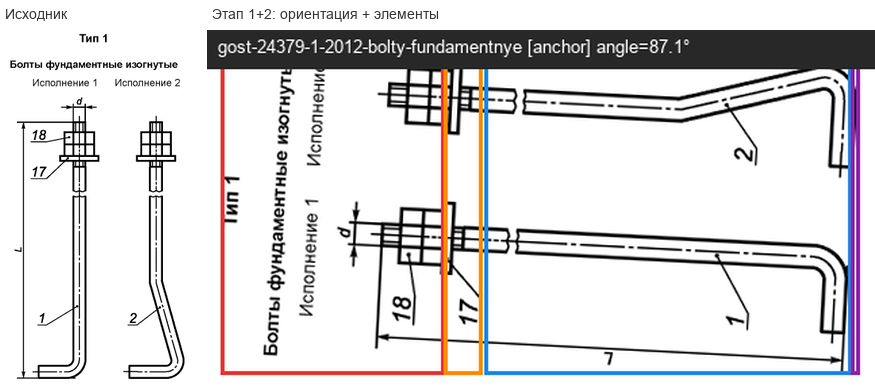 Исходник
Этап 1+2: ориентация + элементы
Тип 1
Болты фундаментные изогнутые
Исполнение 1
Исполнение 2
d
18
17
L
1
2
gost-24379-1-2012-bolty-fundamentnye [anchor] angle=87.1°
Тип 1
Болты фундаментные изогнуты
Исполнение 1
Исполнение
d
18
17
1
2
L